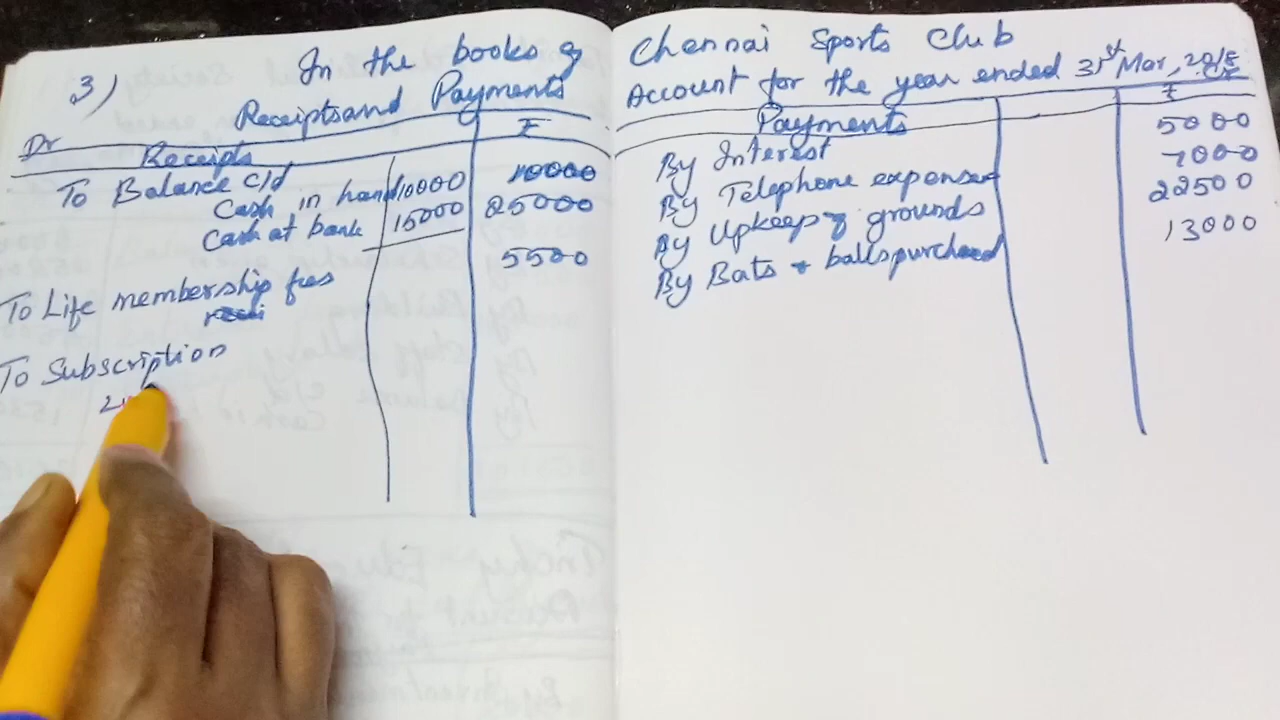 3)
In the books of Chennai Sports Club
Receipts and Payments Account for the year ended 31st Mar, 2018
Dr
Receipts ₹
To Balance c/d
Cash in hand 10000 10000
Cash at bank 15000 25000
To Life membership fees 5500
To Subscription
Payments ₹
By Interest 5000
By Telephone expenses 7000
By Upkeep of grounds 22500
By Bats & balls purchased 13000